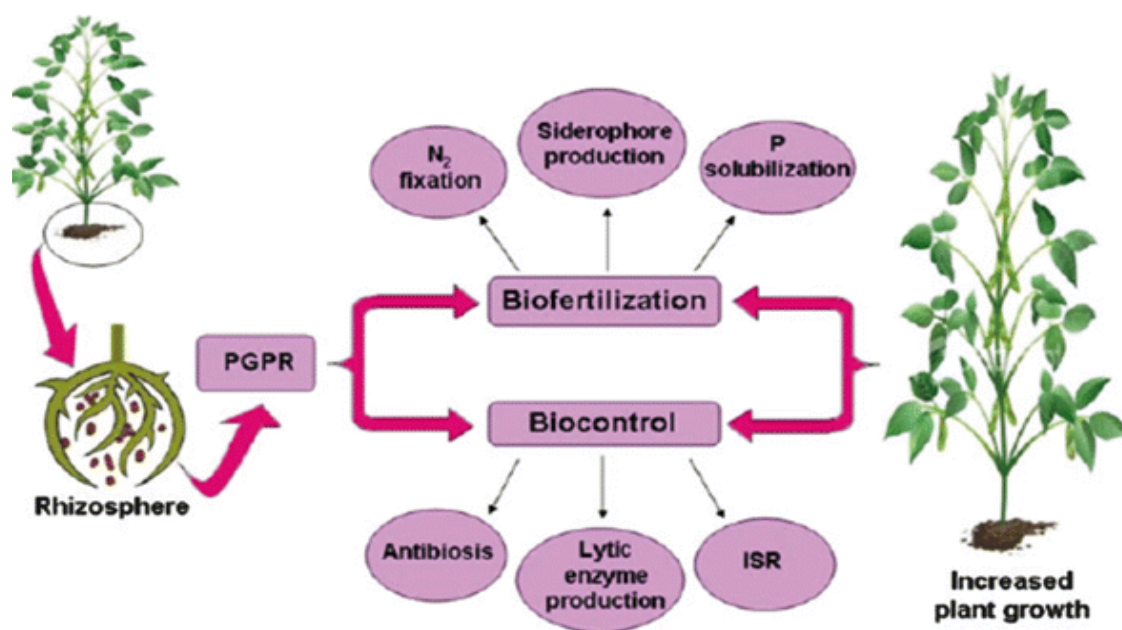 N₂
fixation
Siderophore
production
P
solubilization
Biofertilization
PGPR
Biocontrol
Rhizosphere
Antibiosis
Lytic
enzyme
production
ISR
Increased
plant growth